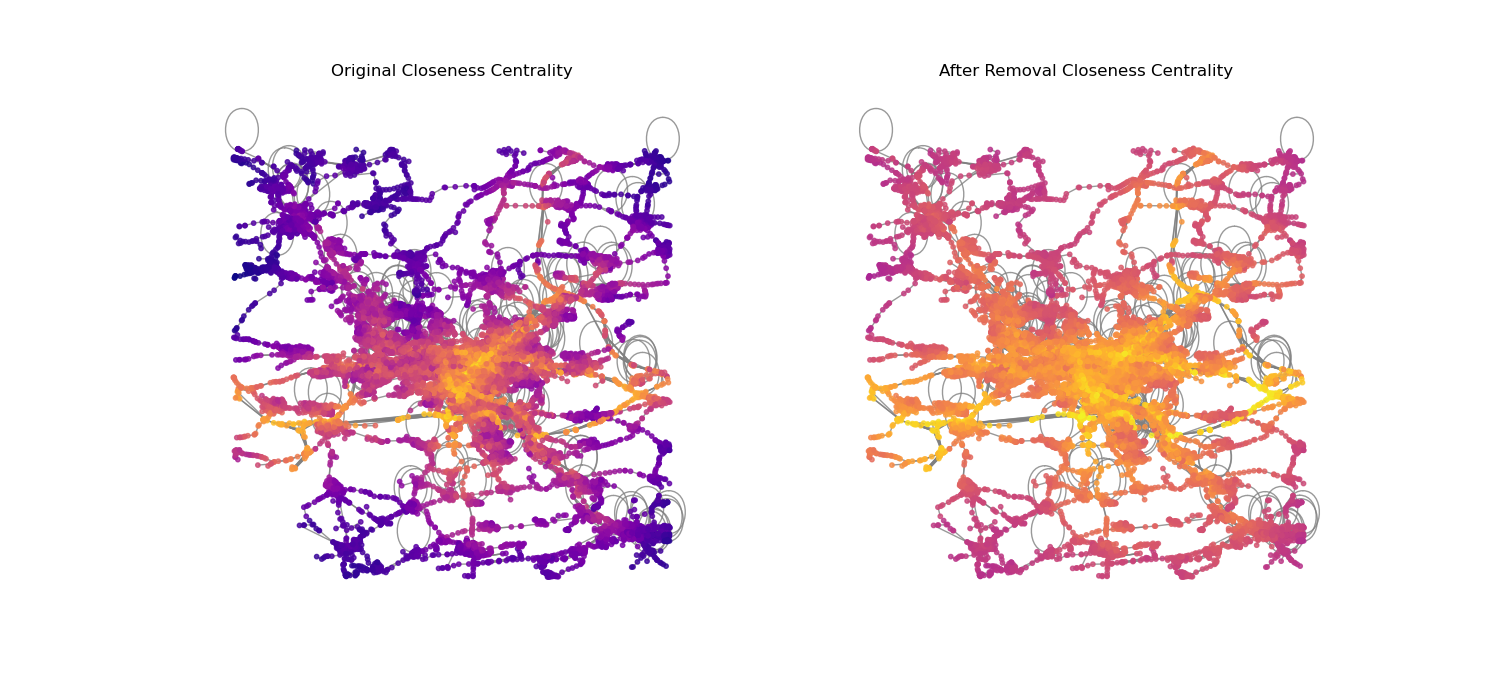 Original Closeness Centrality
After Removal Closeness Centrality